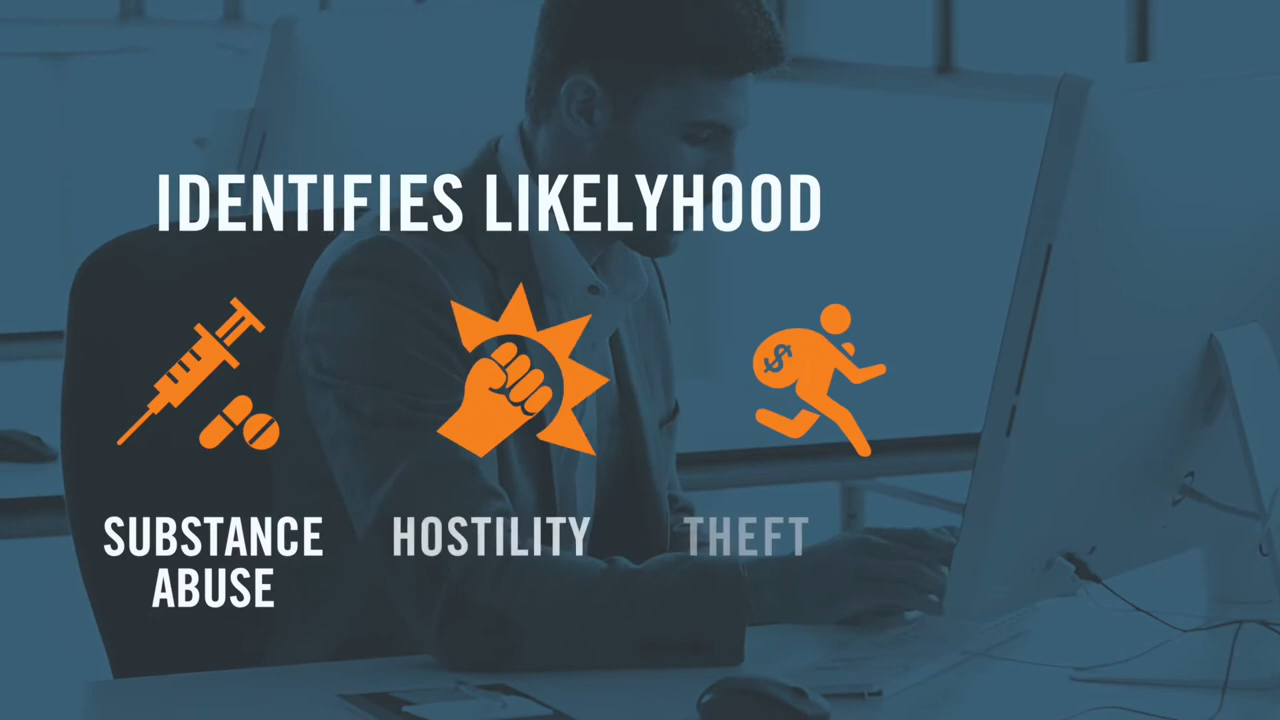 IDENTIFIES LIKELYHOOD
$
SUBSTANCE
ABUSE
HOSTILITY
THEFT